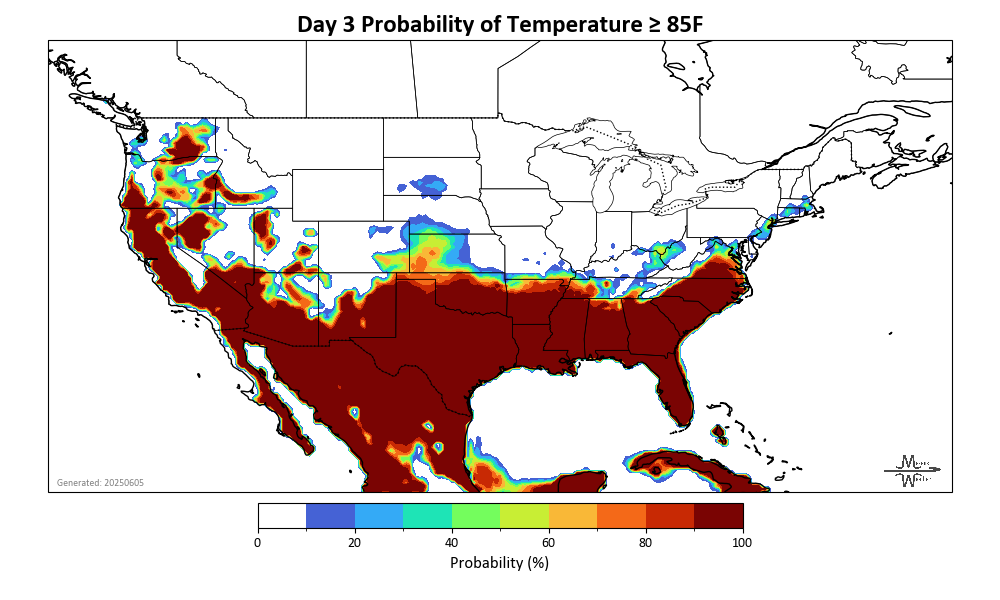 Day 3 Probability of Temperature ≥ 85F
Generated: 20250605
0 20 40 60 80 100
Probability (%)